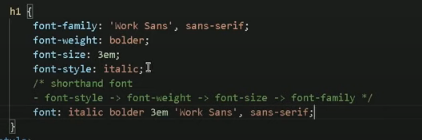 h1 {
font-family: 'Work Sans', sans-serif;
font-weight: bolder;
font-size: 3em;
font-style: italic;
/* shorthand font
- font-style -> font-weight -> font-size -> font-family */
font: italic bolder 3em 'Work Sans', sans-serif;
}